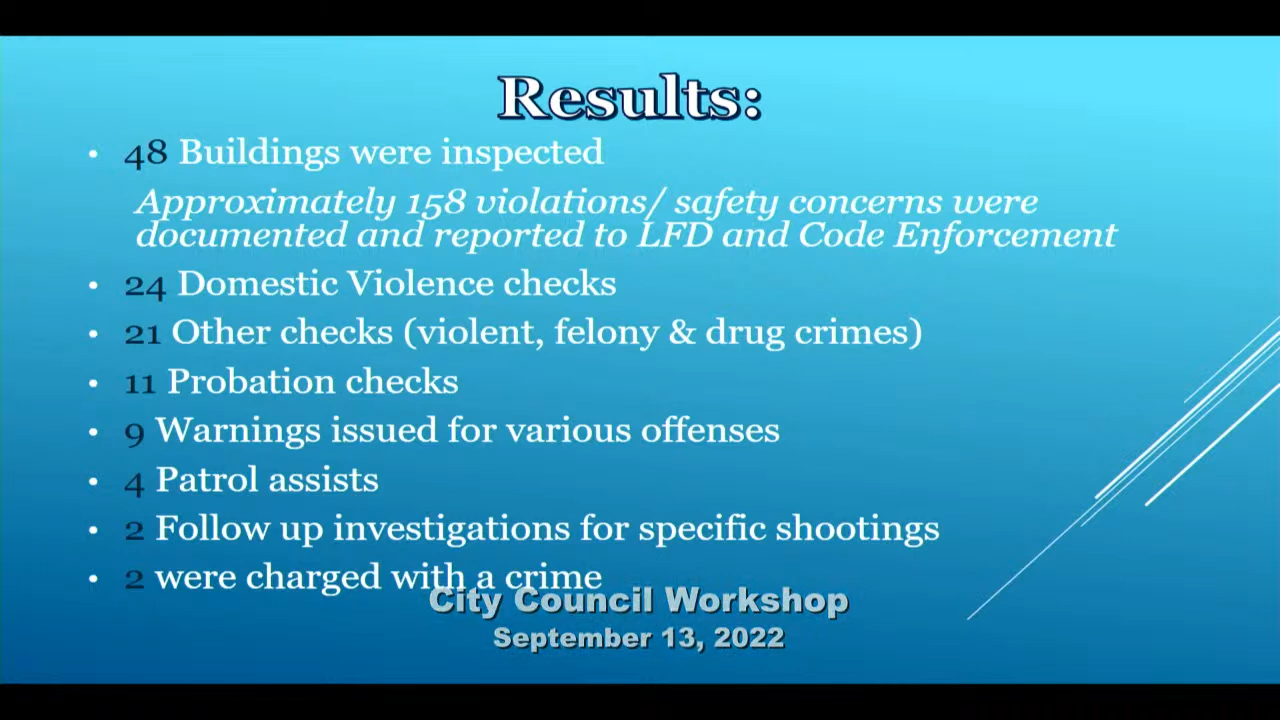 Results:
• 48 Buildings were inspected
Approximately 158 violations/ safety concerns were
documented and reported to LFD and Code Enforcement
• 24 Domestic Violence checks
• 21 Other checks (violent, felony & drug crimes)
• 11 Probation checks
• 9 Warnings issued for various offenses
• 4 Patrol assists
• 2 Follow up investigations for specific shootings
• 2 were charged with a crime
City Council Workshop
September 13, 2022